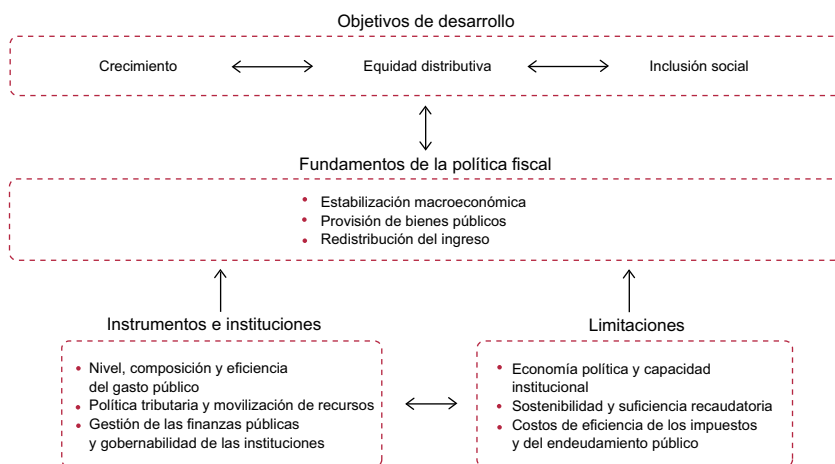 Objetivos de desarrollo
Crecimiento
Equidad distributiva
Inclusión social
Fundamentos de la política fiscal
• Estabilización macroeconómica
• Provisión de bienes públicos
• Redistribución del ingreso
Instrumentos e instituciones
• Nivel, composición y eficiencia
del gasto público
• Política tributaria y movilización de recursos
• Gestión de las finanzas públicas
y gobernabilidad de las instituciones
Limitaciones
• Economía política y capacidad
institucional
• Sostenibilidad y suficiencia recaudatoria
• Costos de eficiencia de los impuestos
y del endeudamiento público